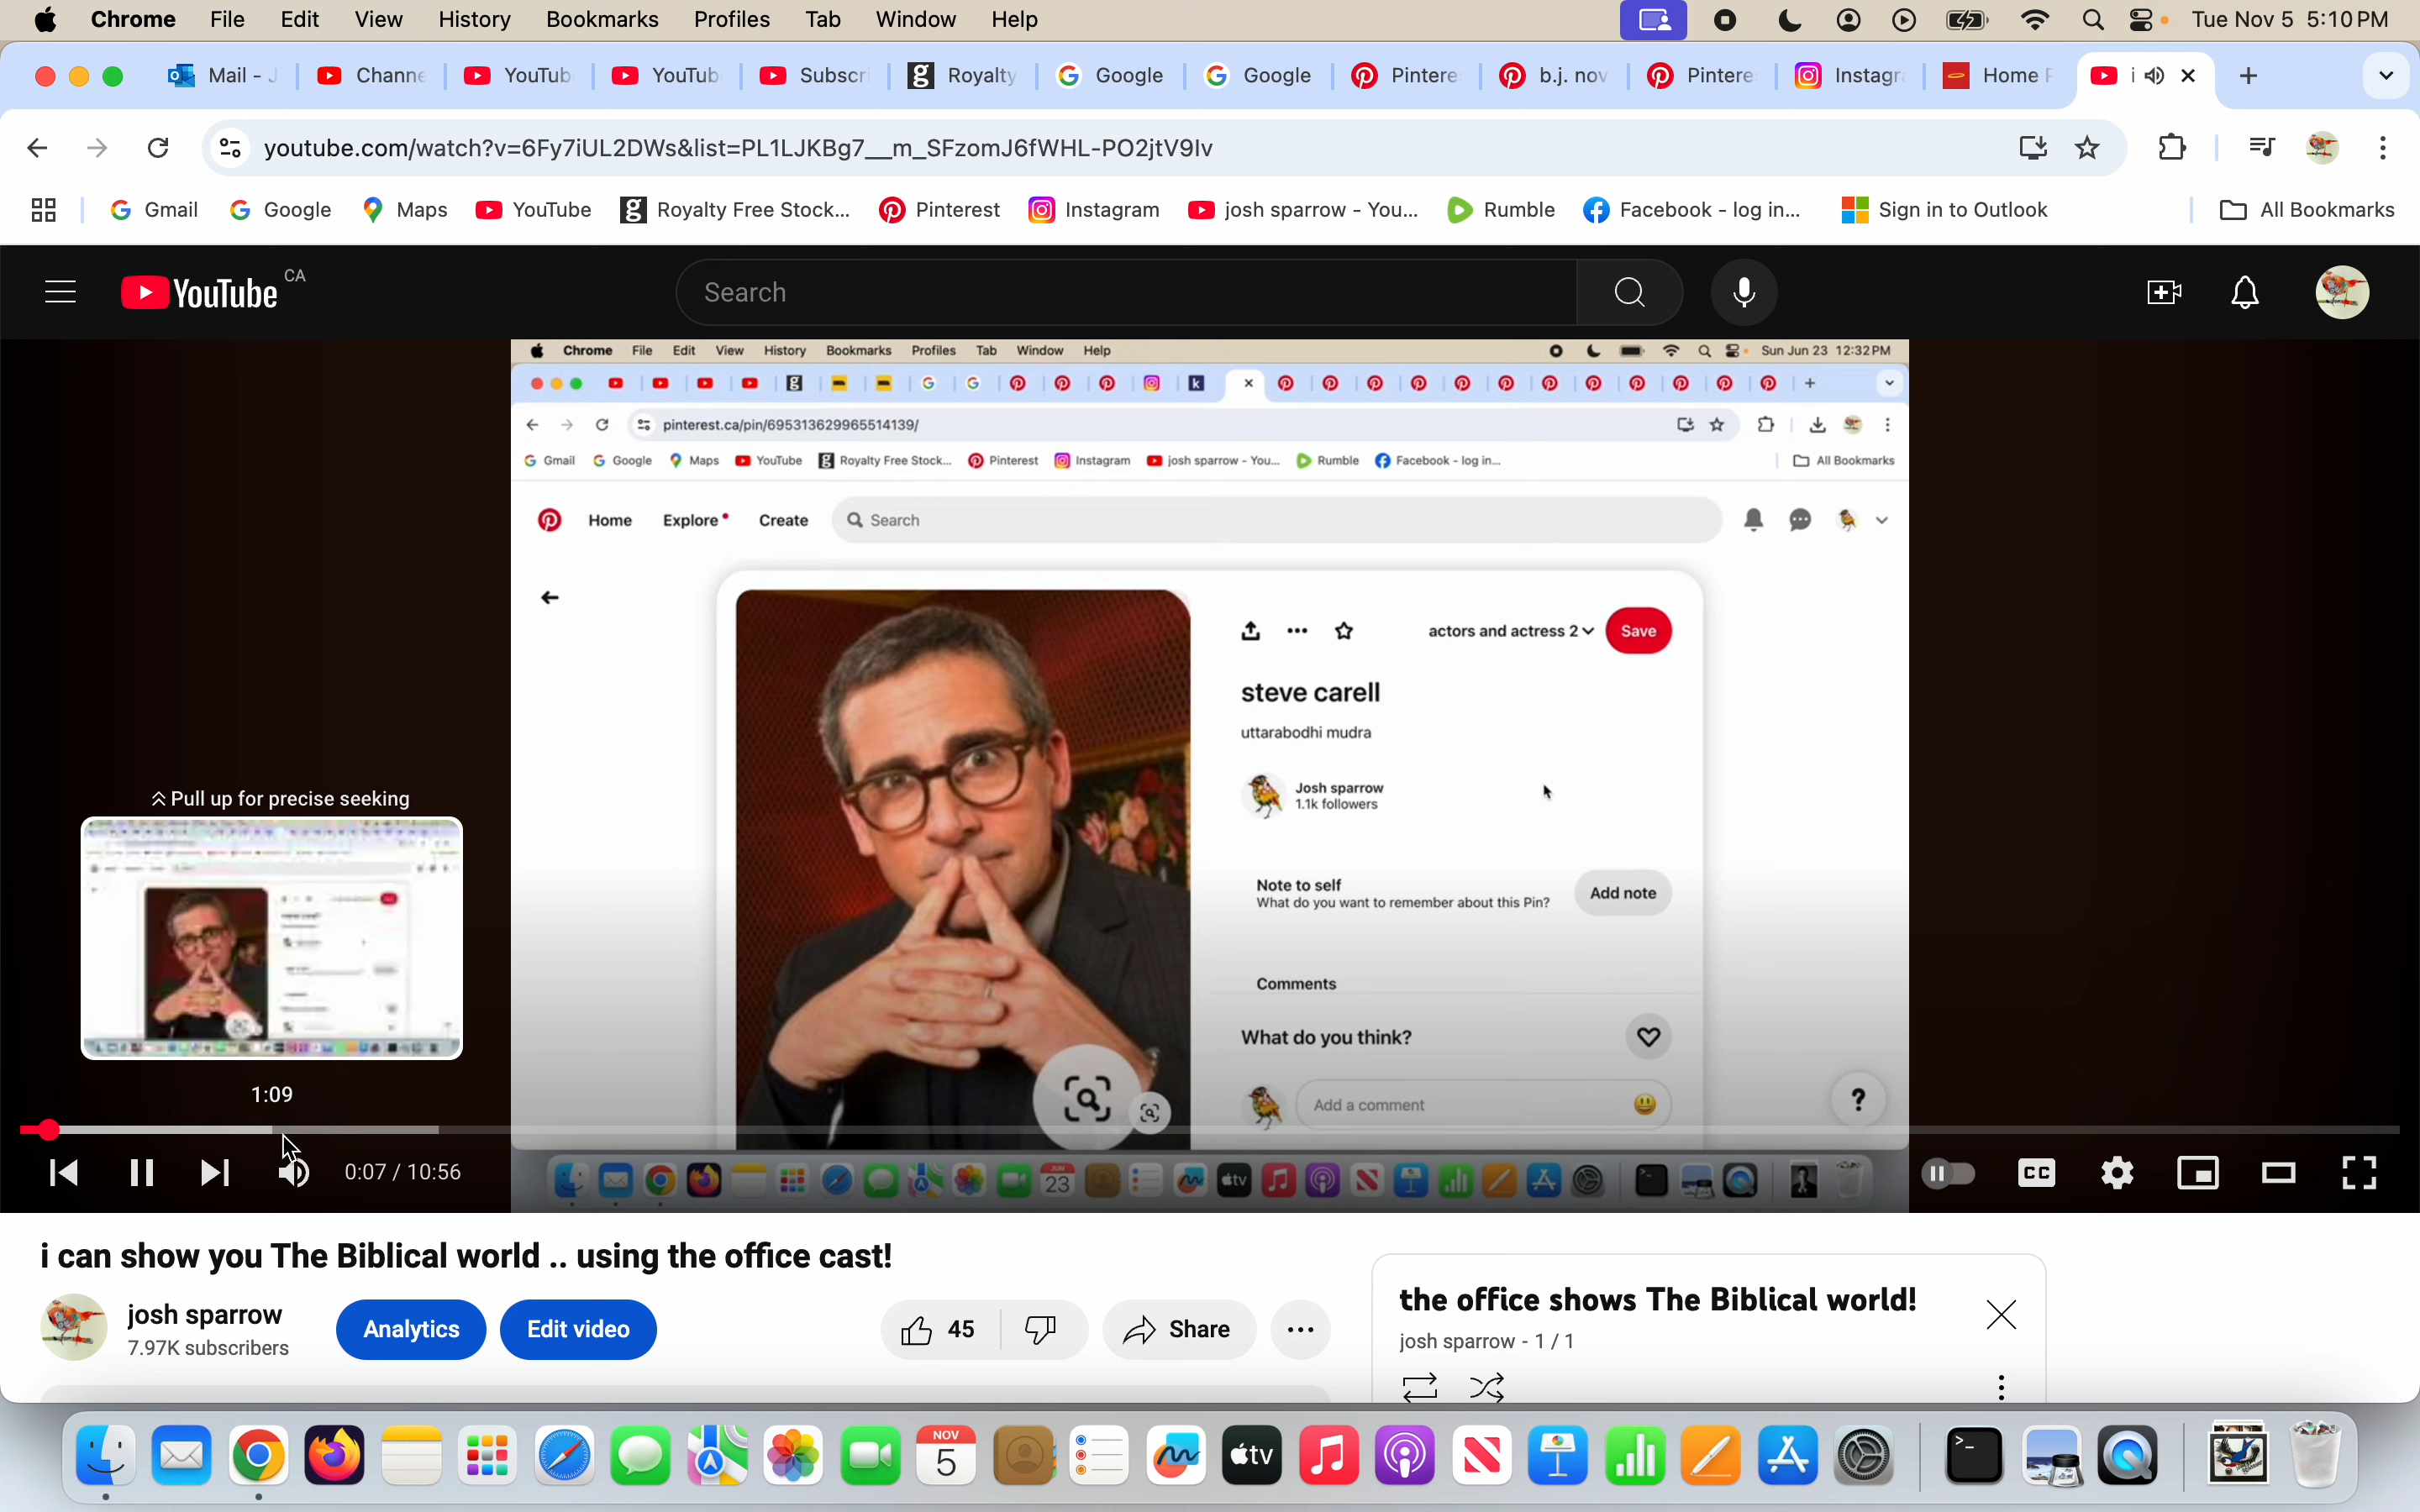 Chrome File Edit View History Bookmarks Profiles Tab Window Help Tue Nov 5 5:10 PM
Mail - J Channe YouTub YouTub Subscri Royalty Google Google Pintere b.j. nov Pintere Instagra Home P i
youtube.com/watch?v=6Fy7iUL2DWs&list=PL1LJKBg7__m_SFzomJ6fWHL-PO2jtV9Iv
Gmail Google Maps YouTube Royalty Free Stock... Pinterest Instagram josh sparrow - You... Rumble Facebook - log in... Sign in to Outlook All Bookmarks
YouTube CA Search
Chrome File Edit View History Bookmarks Profiles Tab Window Help Sun Jun 23 12:32 PM
pinterest.ca/pin/695313629965514139/
Gmail Google Maps YouTube Royalty Free Stock... Pinterest Instagram josh sparrow - You... Rumble Facebook - log in... All Bookmarks
Home Explore Create Search
actors and actress 2 Save
steve carell
uttarabodhi mudra
Josh sparrow
1.1k followers
Note to self
What do you want to remember about this Pin?
Add note
Comments
What do you think?
Add a comment
?
Pull up for precise seeking
1:09
0:07 / 10:56
JUN
23
tv
CC
i can show you The Biblical world .. using the office cast!
josh sparrow
7.97K subscribers
Analytics
Edit video
45
Share
the office shows The Biblical world!
josh sparrow - 1 / 1
NOV
5
tv